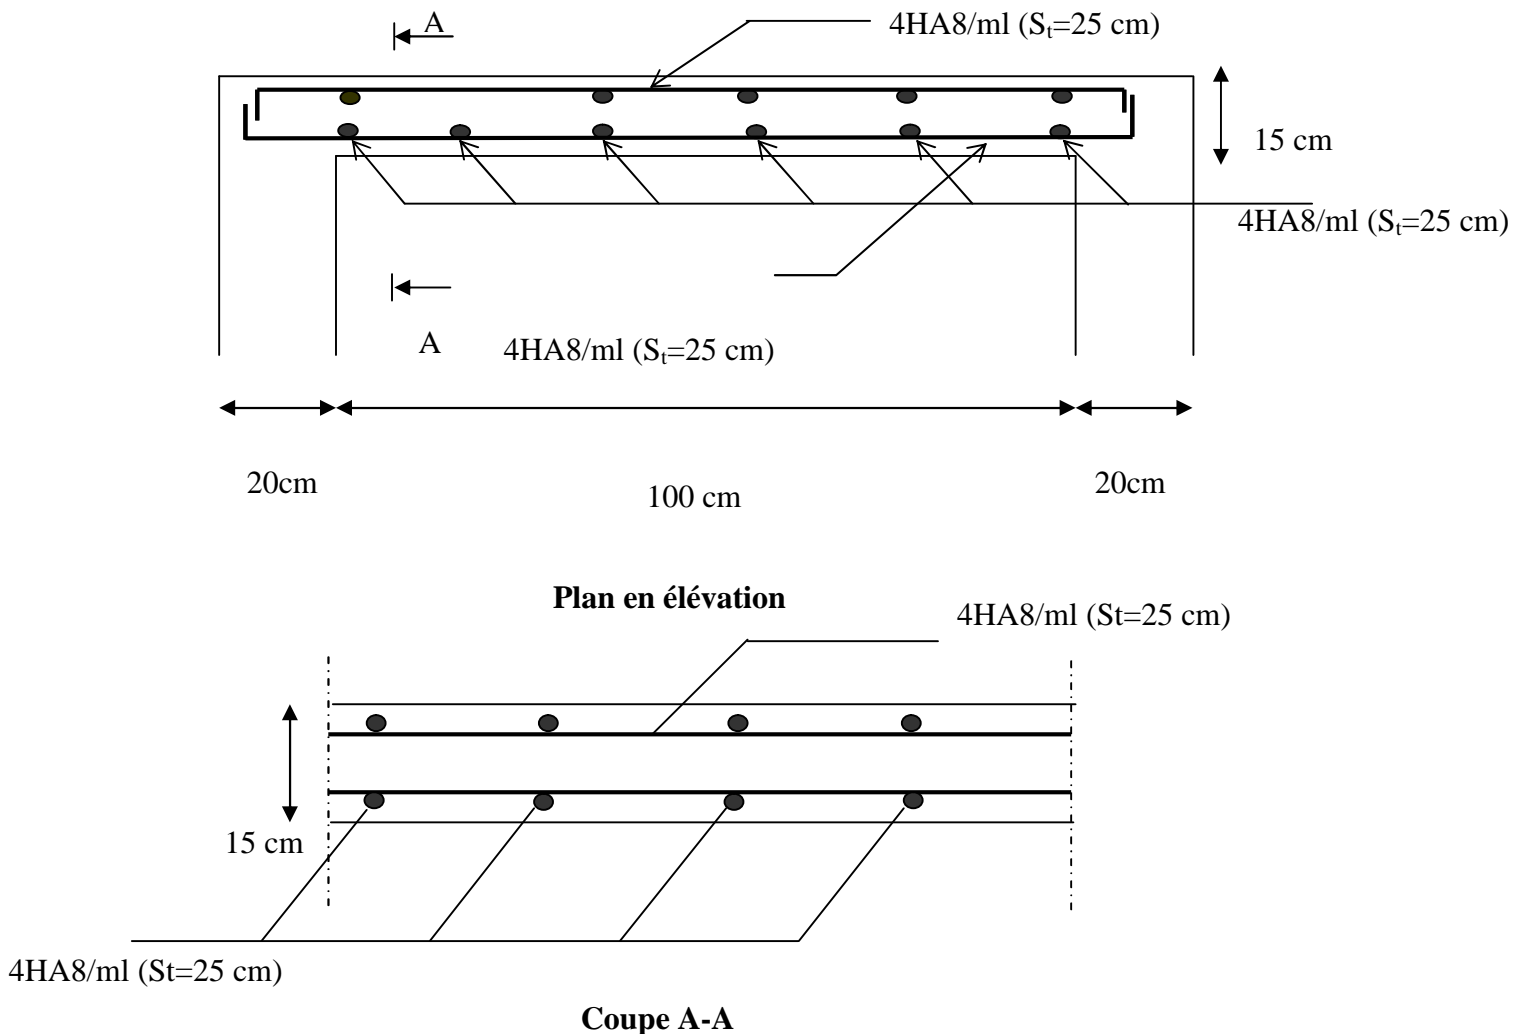 A
4HA8/ml (Sₜ=25 cm)
15 cm
4HA8/ml (Sₜ=25 cm)
A
4HA8/ml (Sₜ=25 cm)
20cm
100 cm
20cm
Plan en élévation
4HA8/ml (St=25 cm)
15 cm
4HA8/ml (St=25 cm)
Coupe A-A